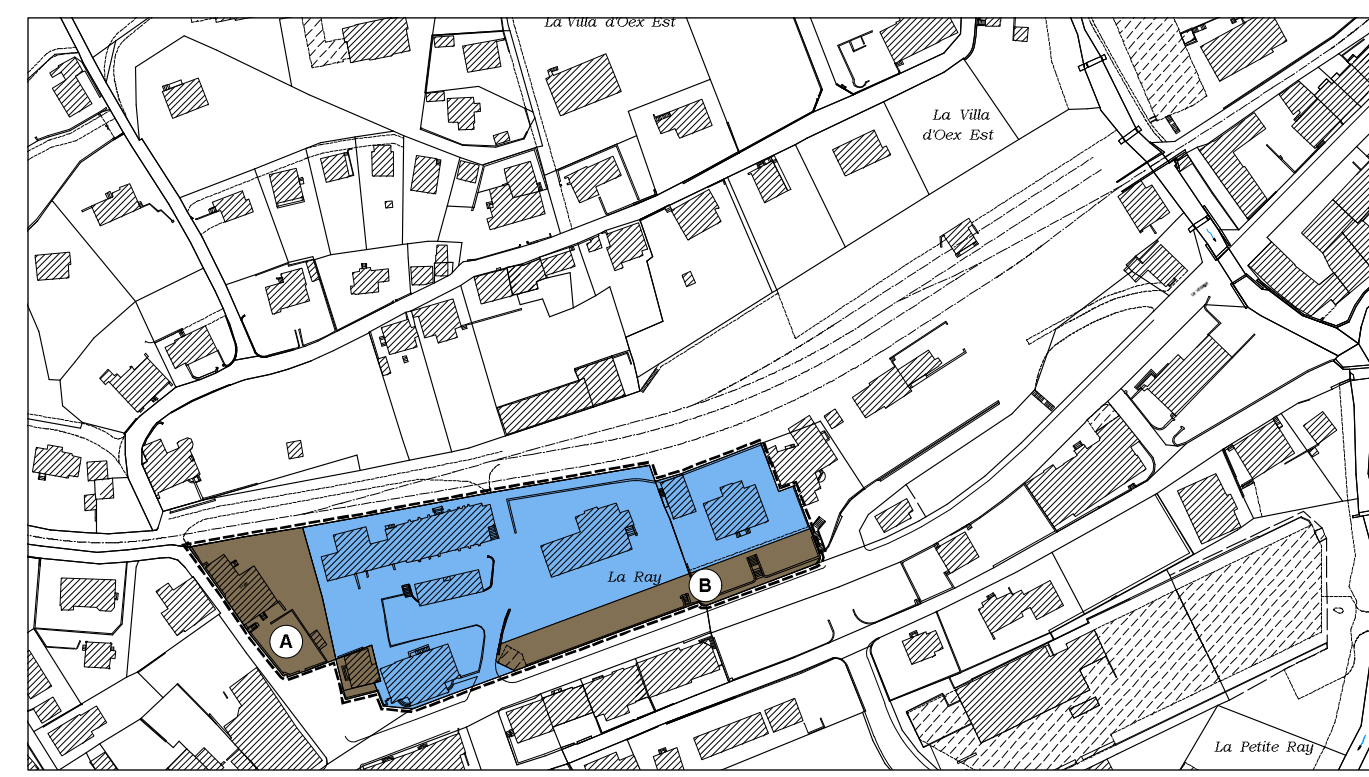 La Villa d'Oex Est
La Villa
d'Oex Est
La Ray
B
A
La Petite Ray